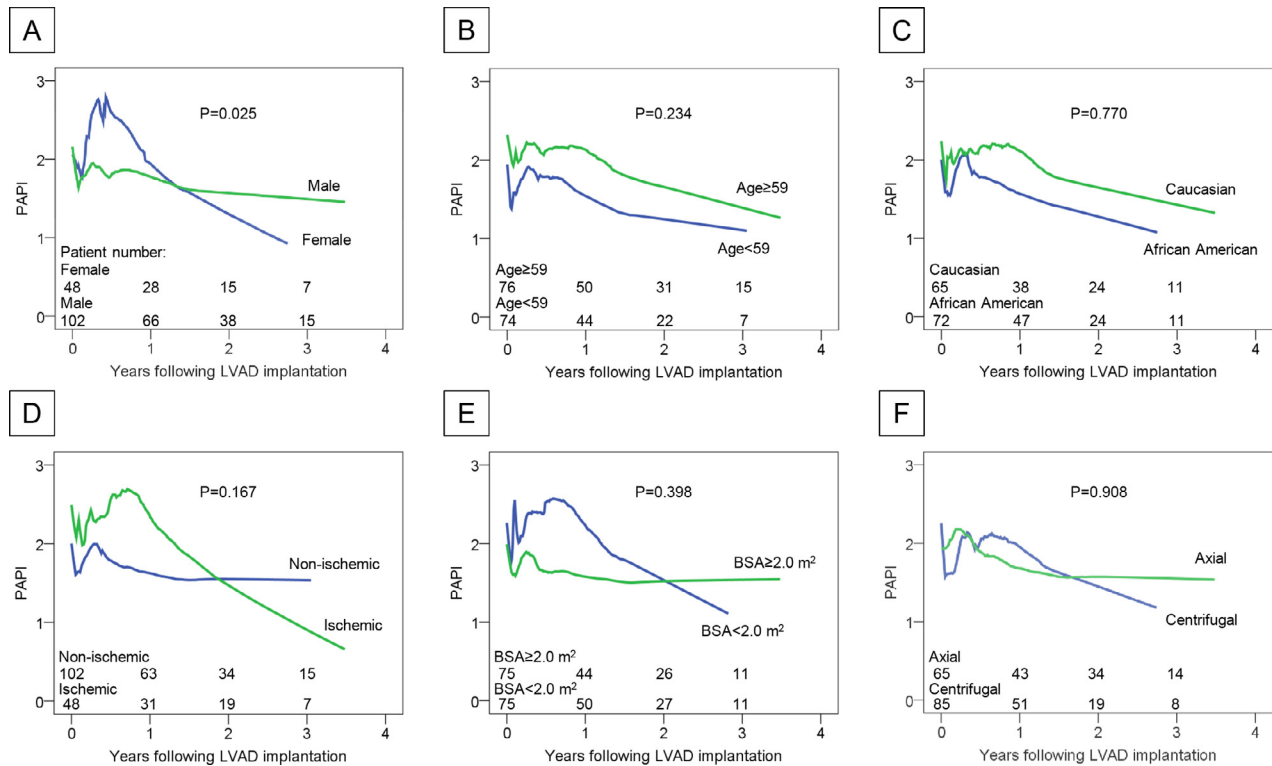 A
3
P=0.025
2
PAPI
Male
1
Female
Patient number:
Female
48 28 15 7
Male
102 66 38 15
0
0 1 2 3 4
Years following LVAD implantation
B
3
P=0.234
2
PAPI
Age≥59
1
Age<59
Age≥59
76 50 31 15
Age<59
74 44 22 7
0
0 1 2 3 4
Years following LVAD implantation
C
3
P=0.770
2
PAPI
Caucasian
1
African American
Caucasian
65 38 24 11
African American
72 47 24 11
0
0 1 2 3 4
Years following LVAD implantation
D
3
P=0.167
2
PAPI
Non-ischemic
1
Ischemic
Non-ischemic
102 63 34 15
Ischemic
48 31 19 7
0
0 1 2 3 4
Years following LVAD implantation
E
3
P=0.398
2
PAPI
BSA≥2.0 m²
1
BSA<2.0 m²
BSA≥2.0 m²
75 44 26 11
BSA<2.0 m²
75 50 27 11
0
0 1 2 3 4
Years following LVAD implantation
F
3
P=0.908
2
PAPI
Axial
1
Centrifugal
Axial
65 43 34 14
Centrifugal
85 51 19 8
0
0 1 2 3 4
Years following LVAD implantation